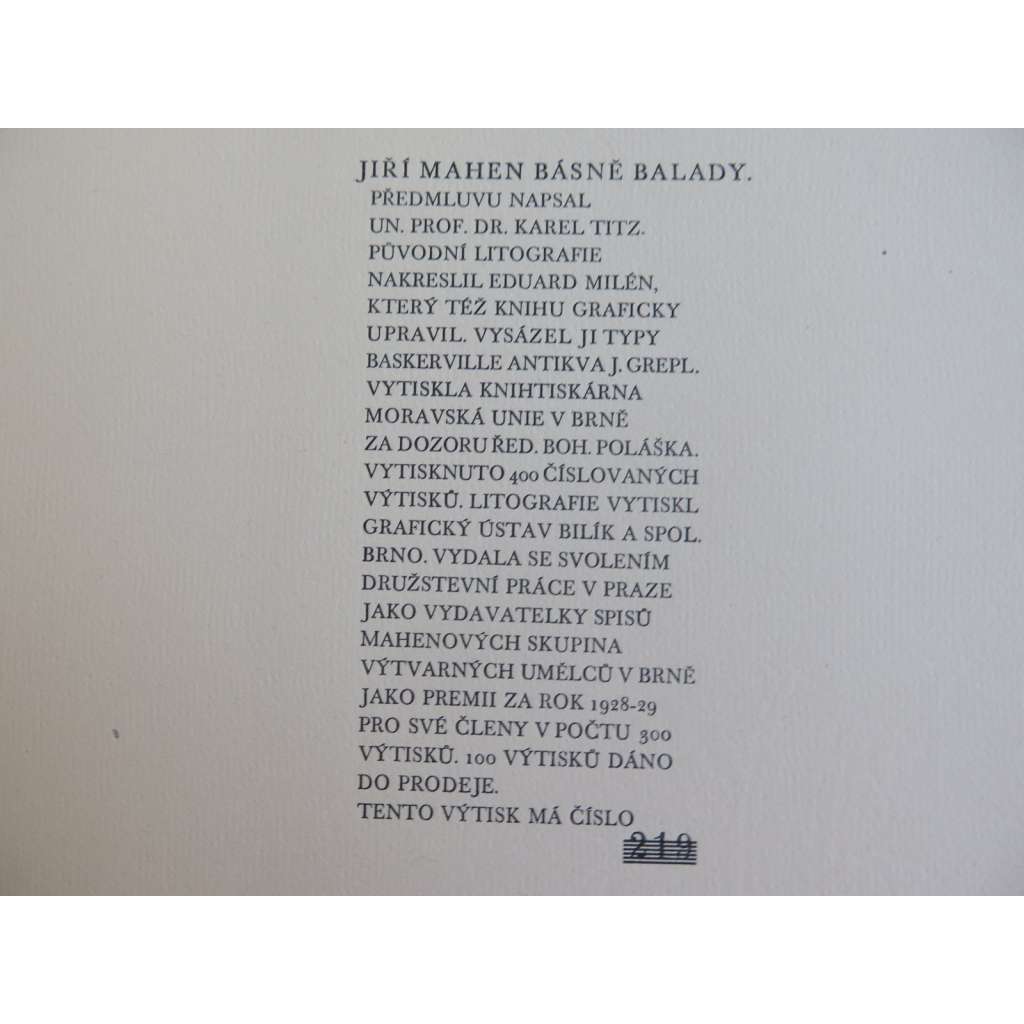 JIŘÍ MAHEN BÁSNĚ BALADY.
PŘEDMLUVU NAPSAL
UN. PROF. DR. KAREL TITZ.
PŮVODNÍ LITOGRAFIE
NAKRESLIL EDUARD MILÉN,
KTERÝ TÉŽ KNIHU GRAFICKY
UPRAVIL. VYSÁZEL JI TYPY
BASKERVILLE ANTIKVA J. GREPL.
VYTISKLA KNIHTISKÁRNA
MORAVSKÁ UNIE V BRNĚ
ZA DOZORU ŘED. BOH. POLÁŠKA.
VYTISKNUTO 400 ČÍSLOVANÝCH
VÝTISKŮ. LITOGRAFIE VYTISKL
GRAFICKÝ ÚSTAV BILÍK A SPOL.
BRNO. VYDALA SE SVOLENÍM
DRUŽSTEVNÍ PRÁCE V PRAZE
JAKO VYDAVATELKY SPISŮ
MAHENOVÝCH SKUPINA
VÝTVARNÝCH UMĚLCŮ V BRNĚ
JAKO PREMII ZA ROK 1928-29
PRO SVÉ ČLENY V POČTU 300
VÝTISKŮ. 100 VÝTISKŮ DÁNO
DO PRODEJE.
TENTO VÝTISK MÁ ČÍSLO
219